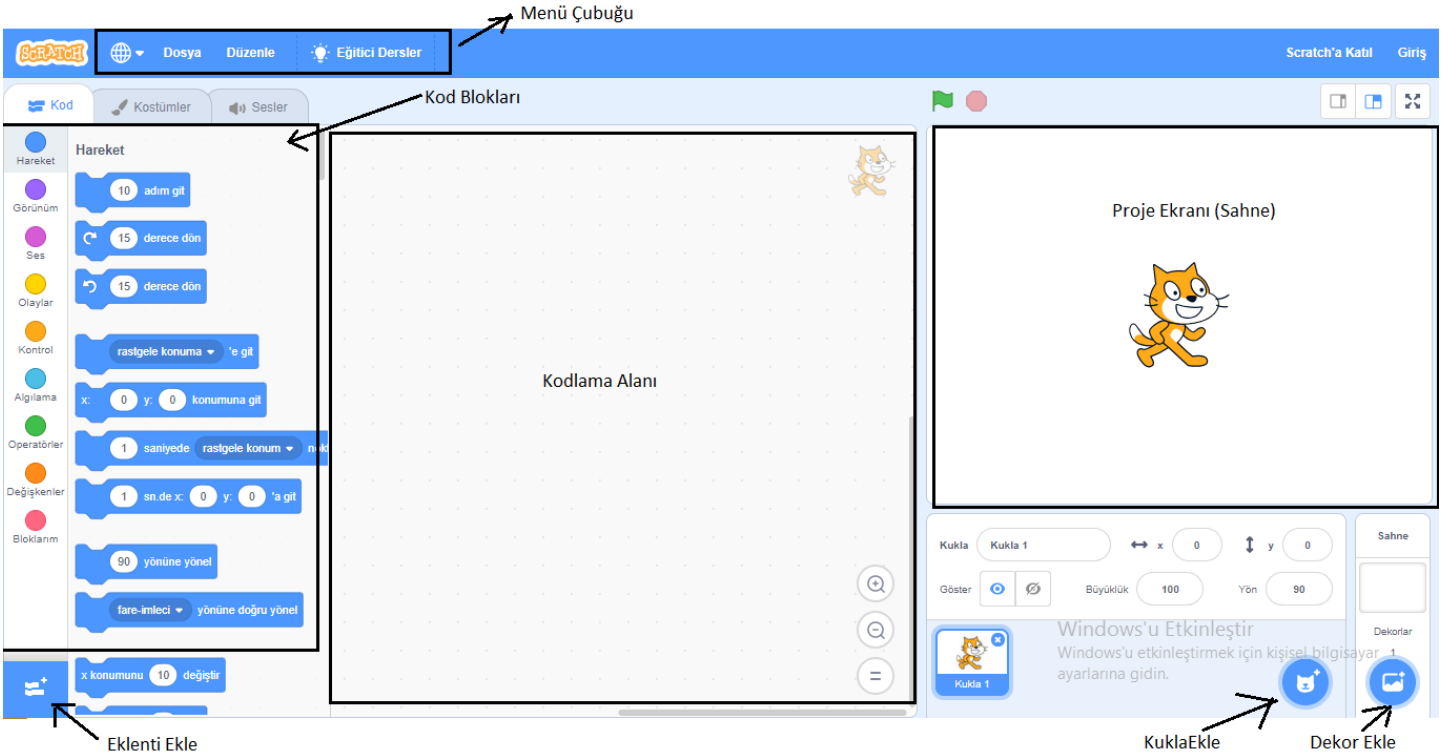 Menü Çubuğu
SCRATCH
Dosya
Düzenle
Eğitici Dersler
Scratch'a Katıl
Giriş
Kod
Kostümler
Sesler
Kod Blokları
Hareket
Görünüm
Ses
Olaylar
Kontrol
Algılama
Operatörler
Değişkenler
Bloklarım
Hareket
10 adım git
15 derece dön
15 derece dön
rastgele konuma 'e git
x: 0 y: 0 konumuna git
1 saniyede rastgele konum
1 sn.de x: 0 y: 0 'a git
90 yönüne yönel
fare-imleci yönüne doğru yönel
x konumunu 10 değiştir
Kodlama Alanı
Proje Ekranı (Sahne)
Kukla Kukla 1 x 0 y 0
Göster Büyüklük 100 Yön 90
Kukla 1
Sahne
Dekorlar
1
Windows'u Etkinleştir
Windows'u etkinleştirmek için kişisel bilgisayar
ayarlarına gidin.
Eklenti Ekle
KuklaEkle
Dekor Ekle